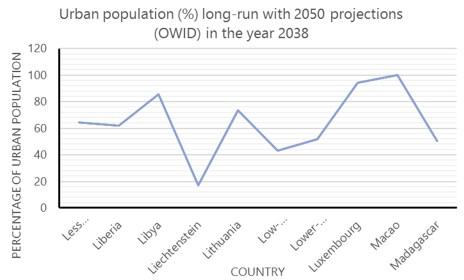 Urban population (%) long-run with 2050 projections
(OWID) in the year 2038
PERCENTAGE OF URBAN POPULATION
120
100
80
60
40
20
0
Less...
Liberia
Libya
Liechtenstein
Lithuania
Low-...
Lower-...
Luxembourg
Macao
Madagascar
COUNTRY